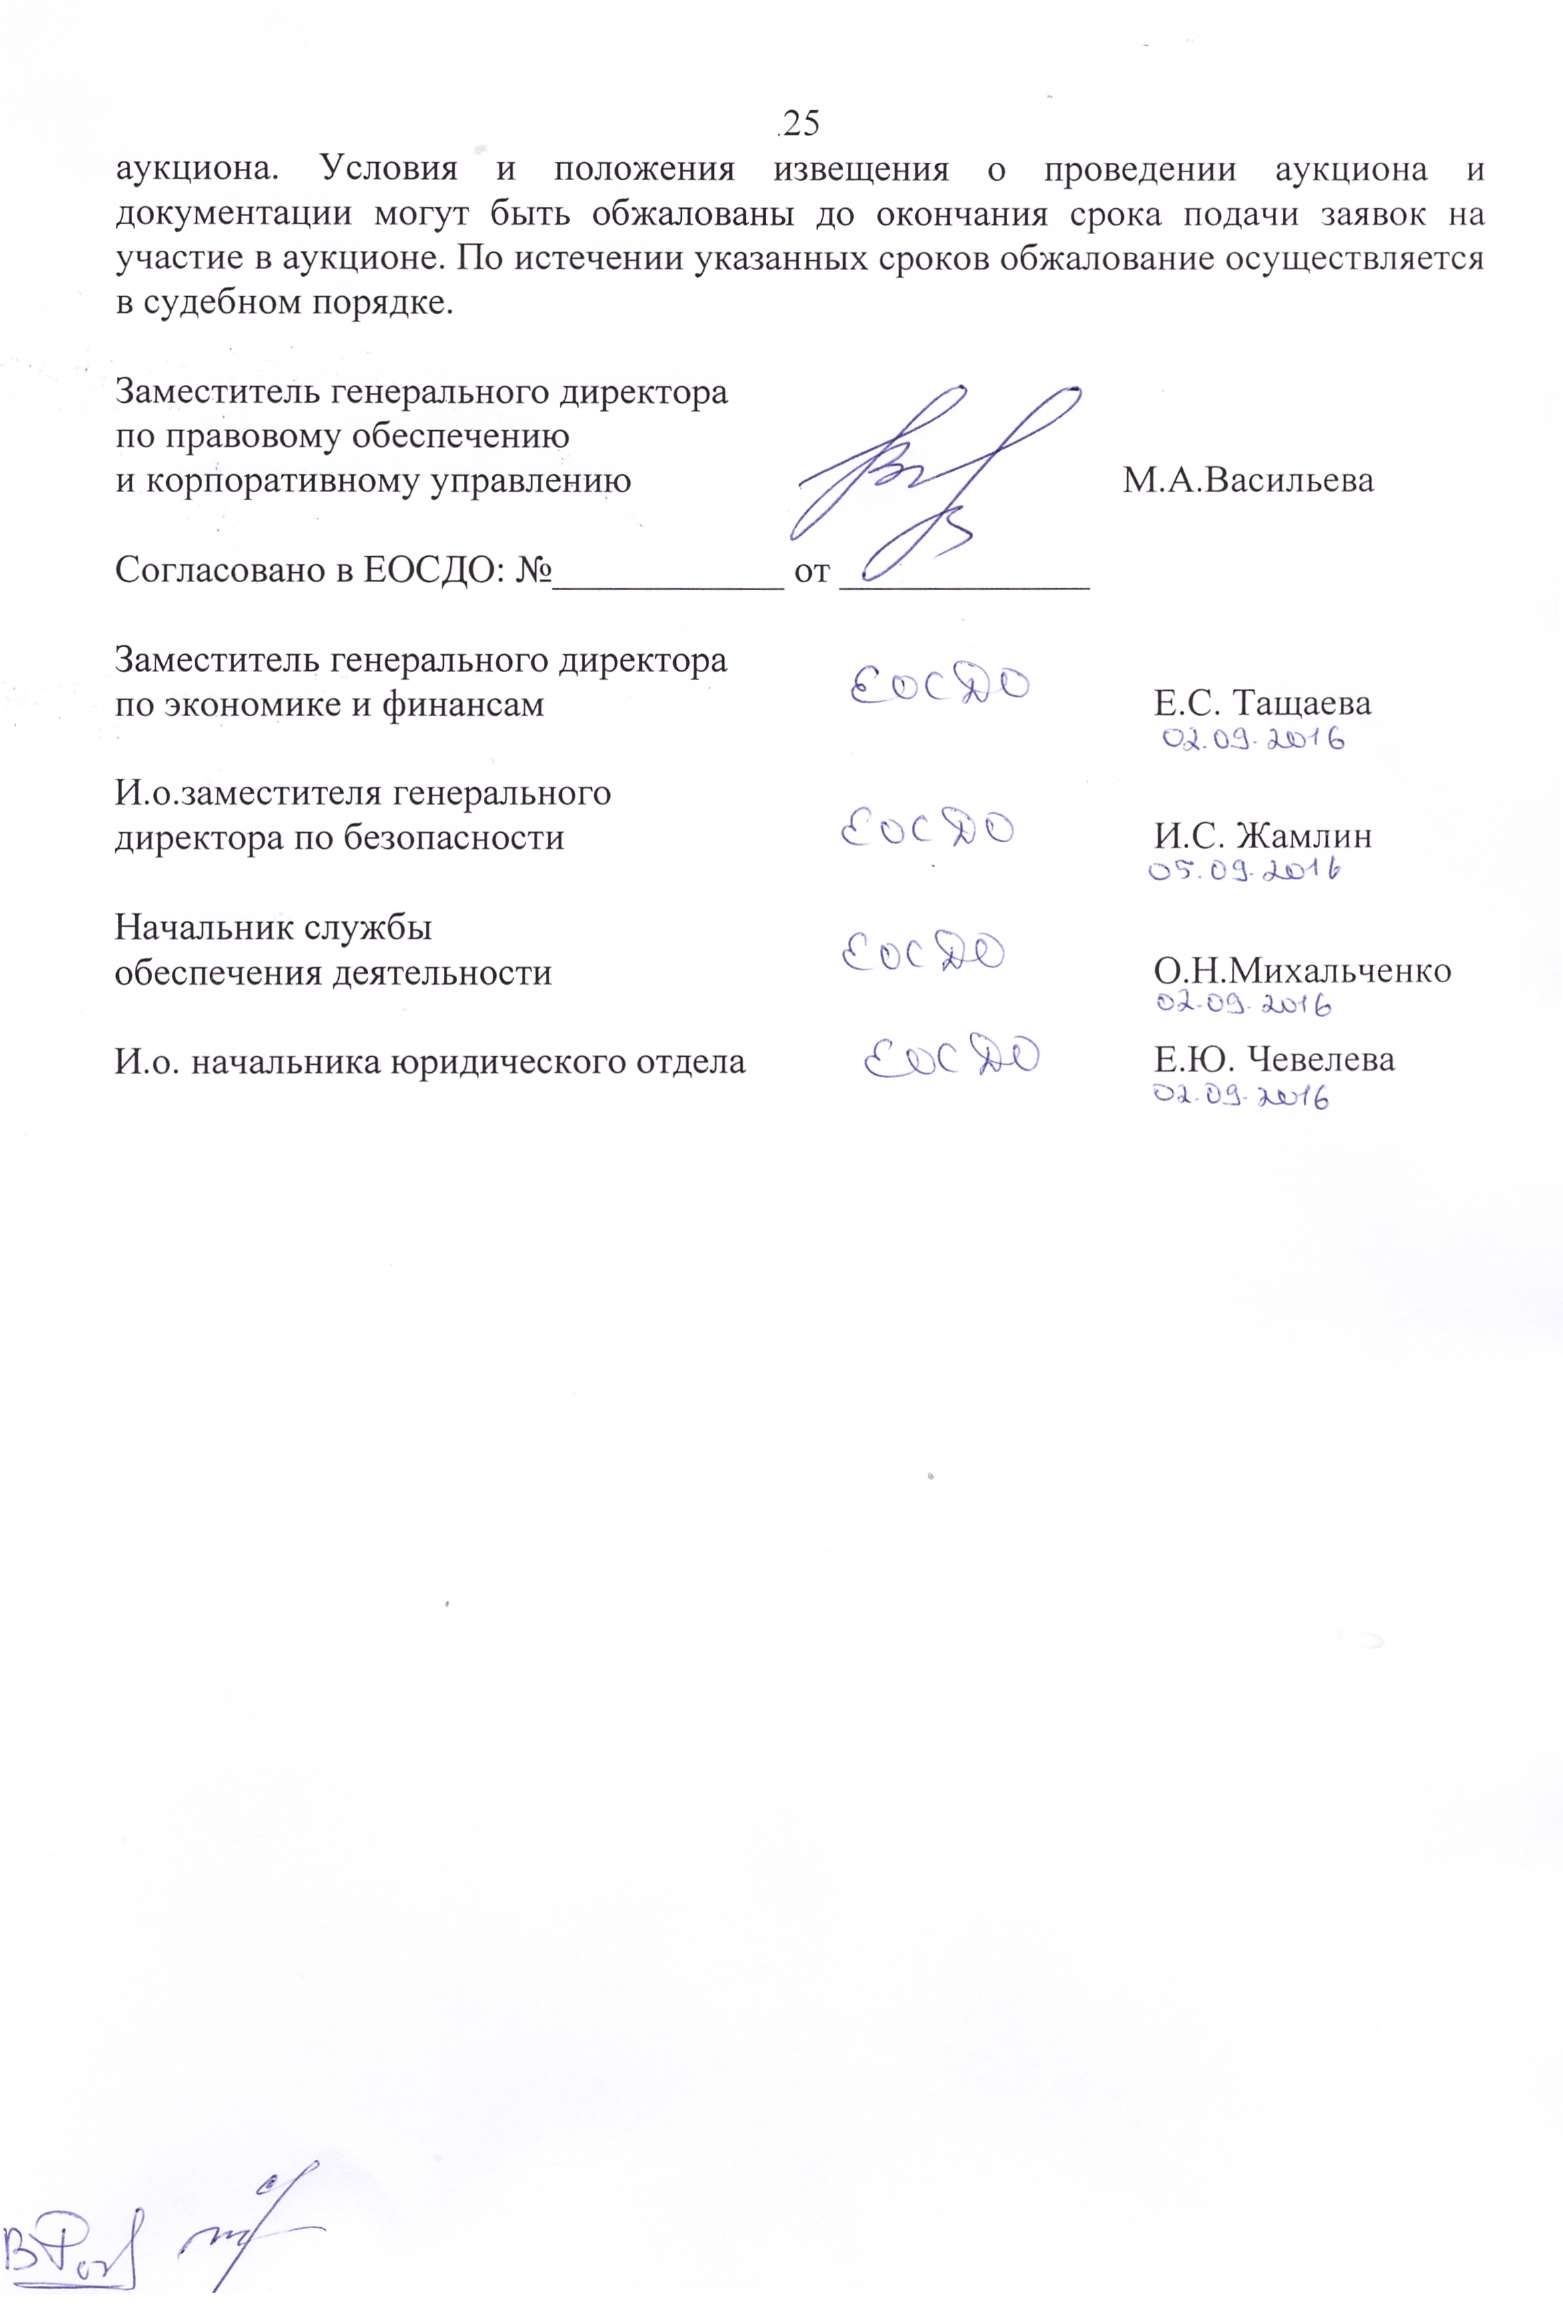 25
аукциона. Условия и положения извещения о проведении аукциона и
документации могут быть обжалованы до окончания срока подачи заявок на
участие в аукционе. По истечении указанных сроков обжалование осуществляется
в судебном порядке.
Заместитель генерального директора
по правовому обеспечению
и корпоративному управлению М.А.Васильева
Согласовано в ЕОСДО: №____________ от _____________
Заместитель генерального директора
по экономике и финансам ЕОСДО Е.С. Тащаева
02.09.2016
И.о.заместителя генерального
директора по безопасности ЕОСДО И.С. Жамлин
05.09.2016
Начальник службы
обеспечения деятельности ЕОСДО О.Н.Михальченко
02.09.2016
И.о. начальника юридического отдела ЕОСДО Е.Ю. Чевелева
02.09.2016